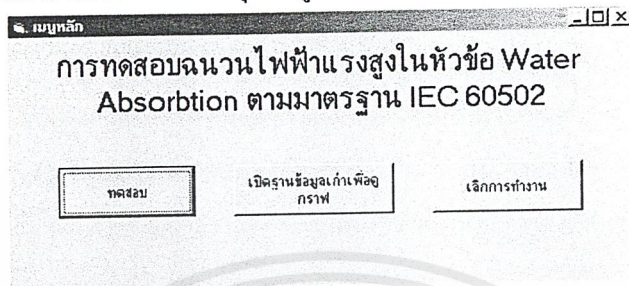 เมนูหลัก
การทดสอบฉนวนไฟฟ้าแรงสูงในหัวข้อ Water
Absorbtion ตามมาตรฐาน IEC 60502
ทดสอบ
เปิดฐานข้อมูลเก่าเพื่อดู
กราฟ
เลิกการทำงาน